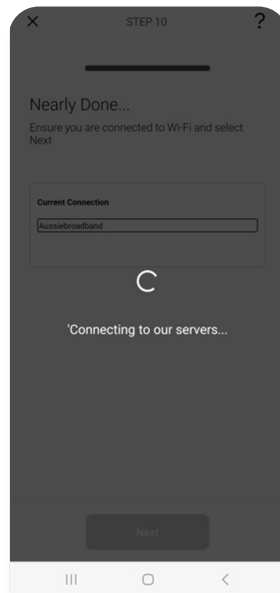 STEP 10
?
Nearly Done...
Ensure you are connected to Wi-Fi and select
Next
Current Connection
Aussiebroadband
'Connecting to our servers...
Next